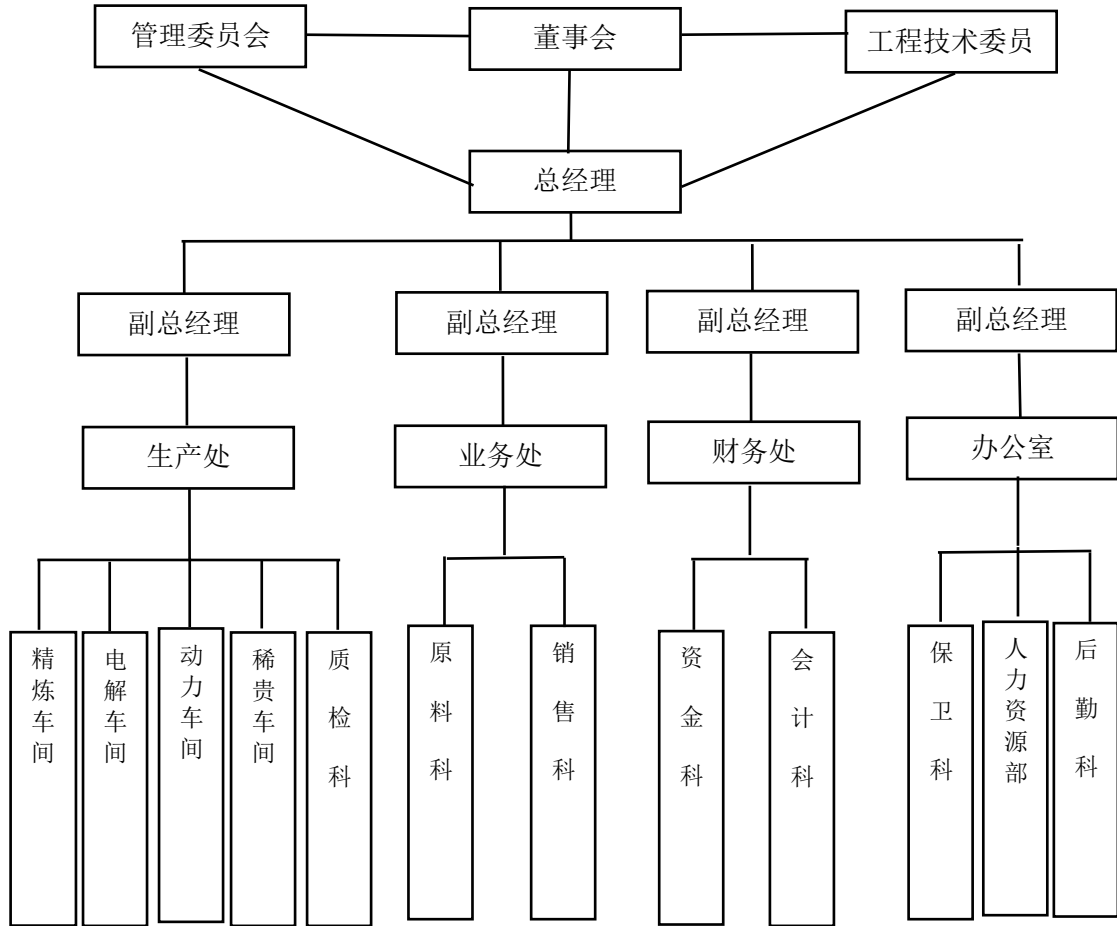 管理委员会
董事会
工程技术委员
总经理
副总经理
副总经理
副总经理
副总经理
生产处
业务处
财务处
办公室
精炼车间
电解车间
动力车间
稀贵车间
质检科
原料科
销售科
资金科
会计科
保卫科
人力资源部
后勤科